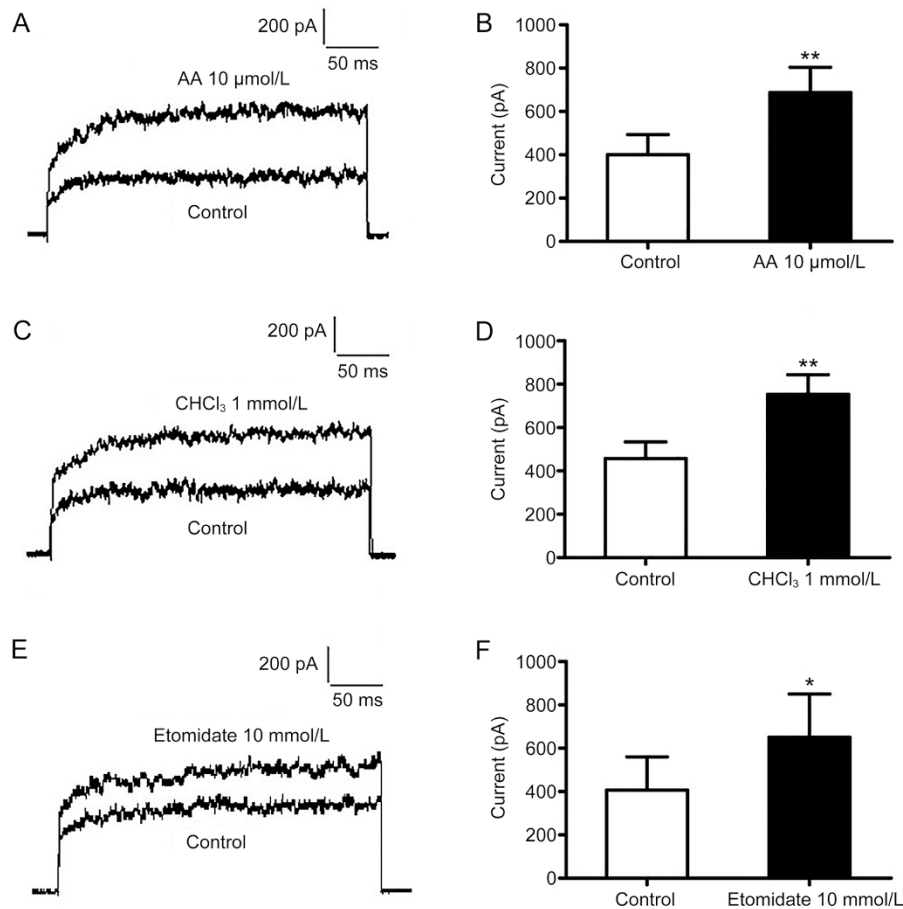 A
200 pA
50 ms
AA 10 μmol/L
Control
B
Current (pA)
1000
800
600
400
200
0
**
Control
AA 10 μmol/L
C
200 pA
50 ms
CHCl₃ 1 mmol/L
Control
D
Current (pA)
1000
800
600
400
200
0
**
Control
CHCl₃ 1 mmol/L
E
200 pA
50 ms
Etomidate 10 mmol/L
Control
F
Current (pA)
1000
800
600
400
200
0
*
Control
Etomidate 10 mmol/L